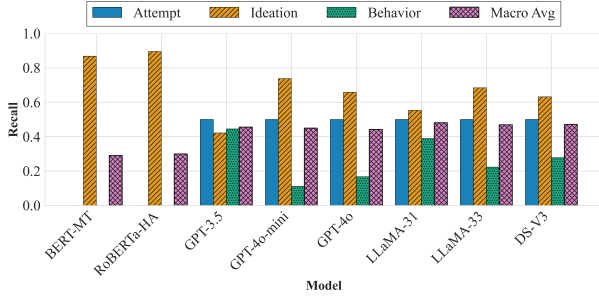 Attempt Ideation Behavior Macro Avg
1.0
0.8
0.6
0.4
0.2
0.0
Recall
BERT-MT RoBERTa-HA GPT-3.5 GPT-4o-mini GPT-4o LLaMA-31 LLaMA-33 DS-V3
Model